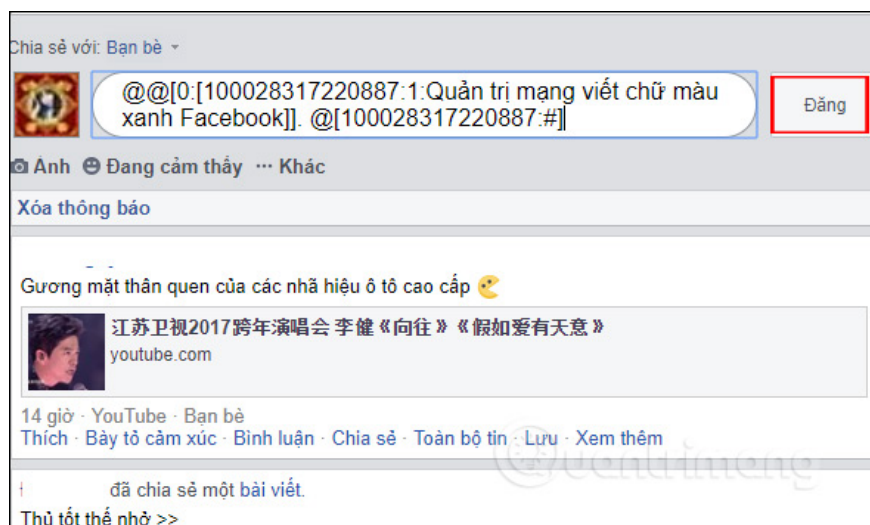 Chia sẻ với: Bạn bè
@@[0:[100028317220887:1:Quản trị mạng viết chữ màu
xanh Facebook]]. @[100028317220887:#]
Đăng
Ảnh Đang cảm thấy ··· Khác
Xóa thông báo
Gương mặt thân quen của các nhã hiệu ô tô cao cấp
江苏卫视2017跨年演唱会 李健《向往》《假如爱有天意》
youtube.com
14 giờ · YouTube · Bạn bè
Thích · Bày tỏ cảm xúc · Bình luận · Chia sẻ · Toàn bộ tin · Lưu · Xem thêm
Quantrimang
đã chia sẻ một bài viết.
Thủ tốt thế nhở >>